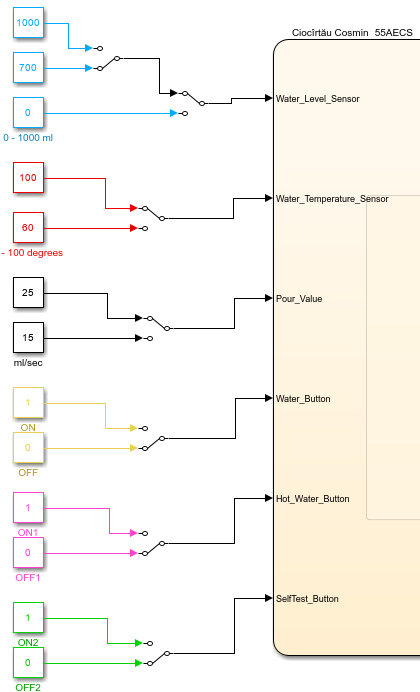 Ciocîrtău Cosmin 55AECS
1000
700
0
0 - 1000 ml
Water_Level_Sensor
100
60
- 100 degrees
Water_Temperature_Sensor
25
15
ml/sec
Pour_Value
1
ON
0
OFF
Water_Button
1
ON1
0
OFF1
Hot_Water_Button
1
ON2
0
OFF2
SelfTest_Button